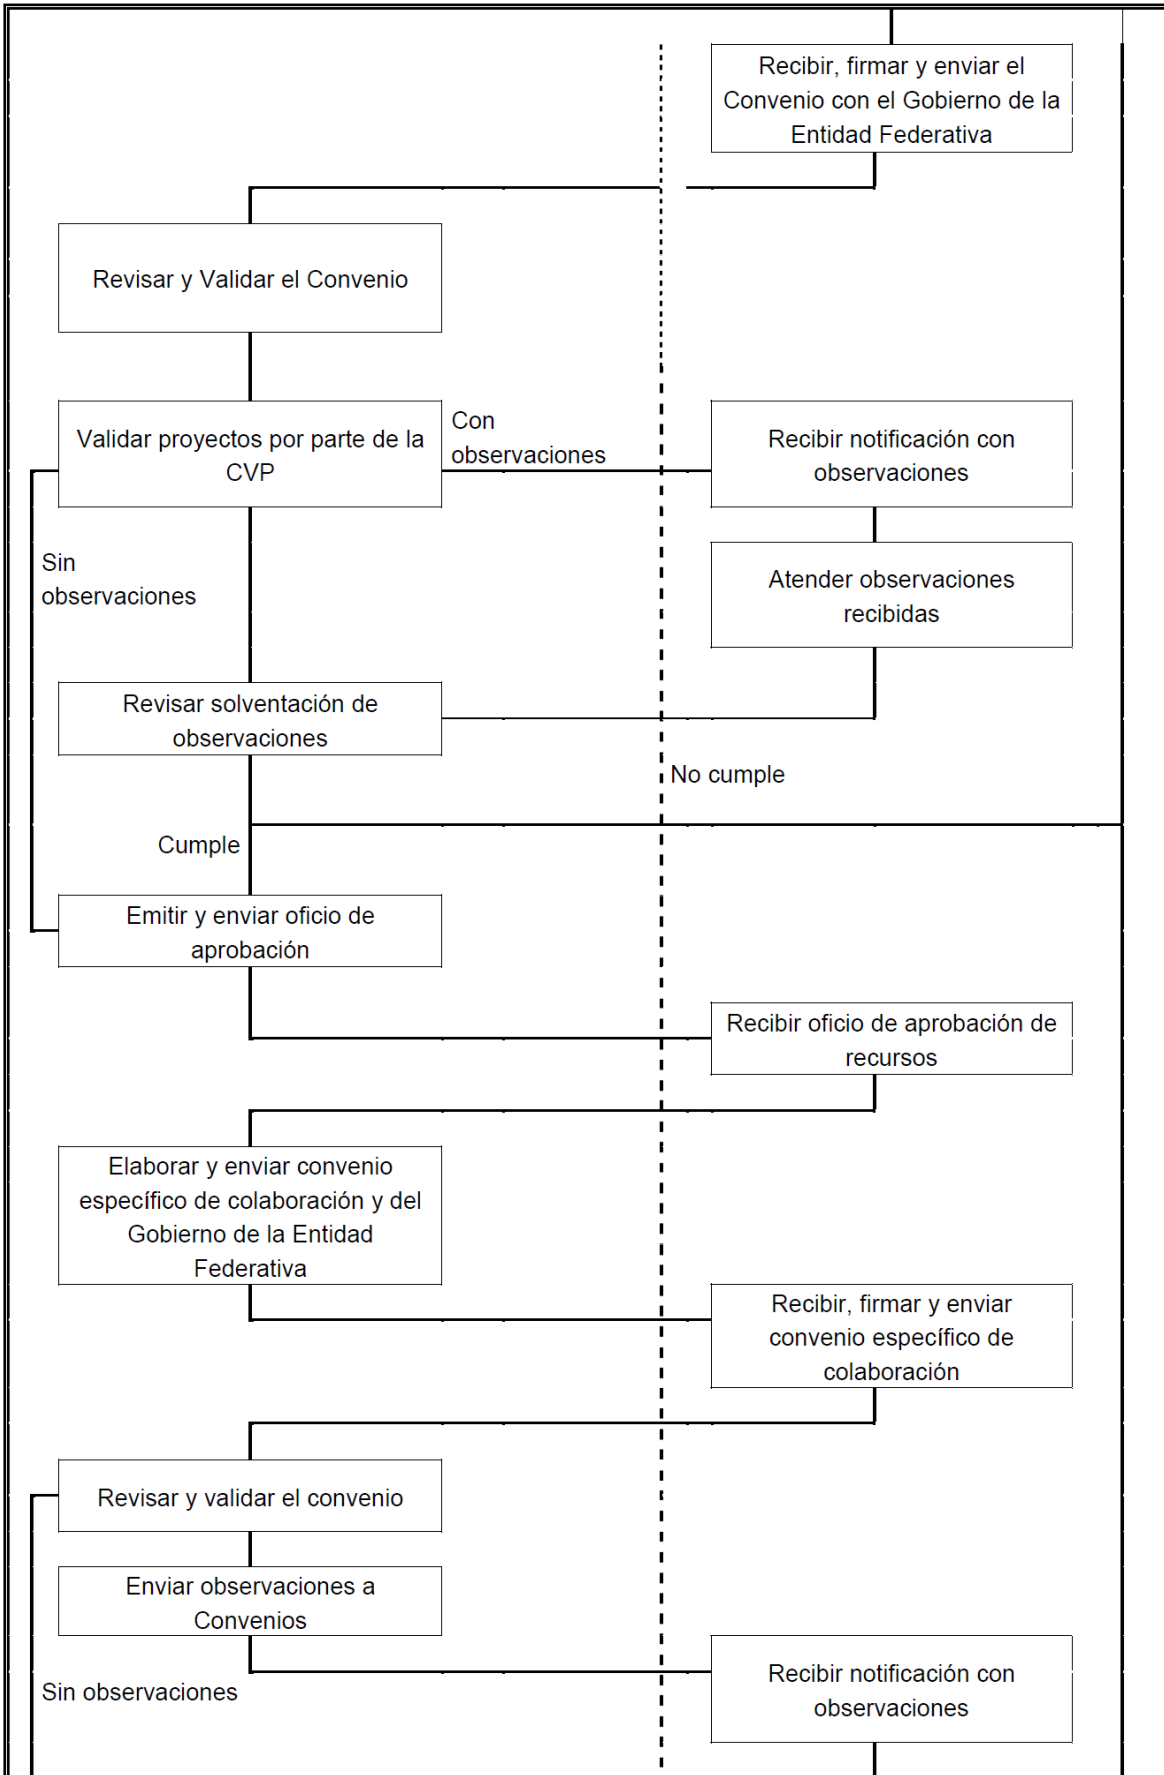 Recibir, firmar y enviar el
Convenio con el Gobierno de la
Entidad Federativa
Revisar y Validar el Convenio
Validar proyectos por parte de la
CVP
Con
observaciones
Recibir notificación con
observaciones
Sin
observaciones
Atender observaciones
recibidas
Revisar solventación de
observaciones
No cumple
Cumple
Emitir y enviar oficio de
aprobación
Recibir oficio de aprobación de
recursos
Elaborar y enviar convenio
específico de colaboración y del
Gobierno de la Entidad
Federativa
Recibir, firmar y enviar
convenio específico de
colaboración
Revisar y validar el convenio
Enviar observaciones a
Convenios
Sin observaciones
Recibir notificación con
observaciones